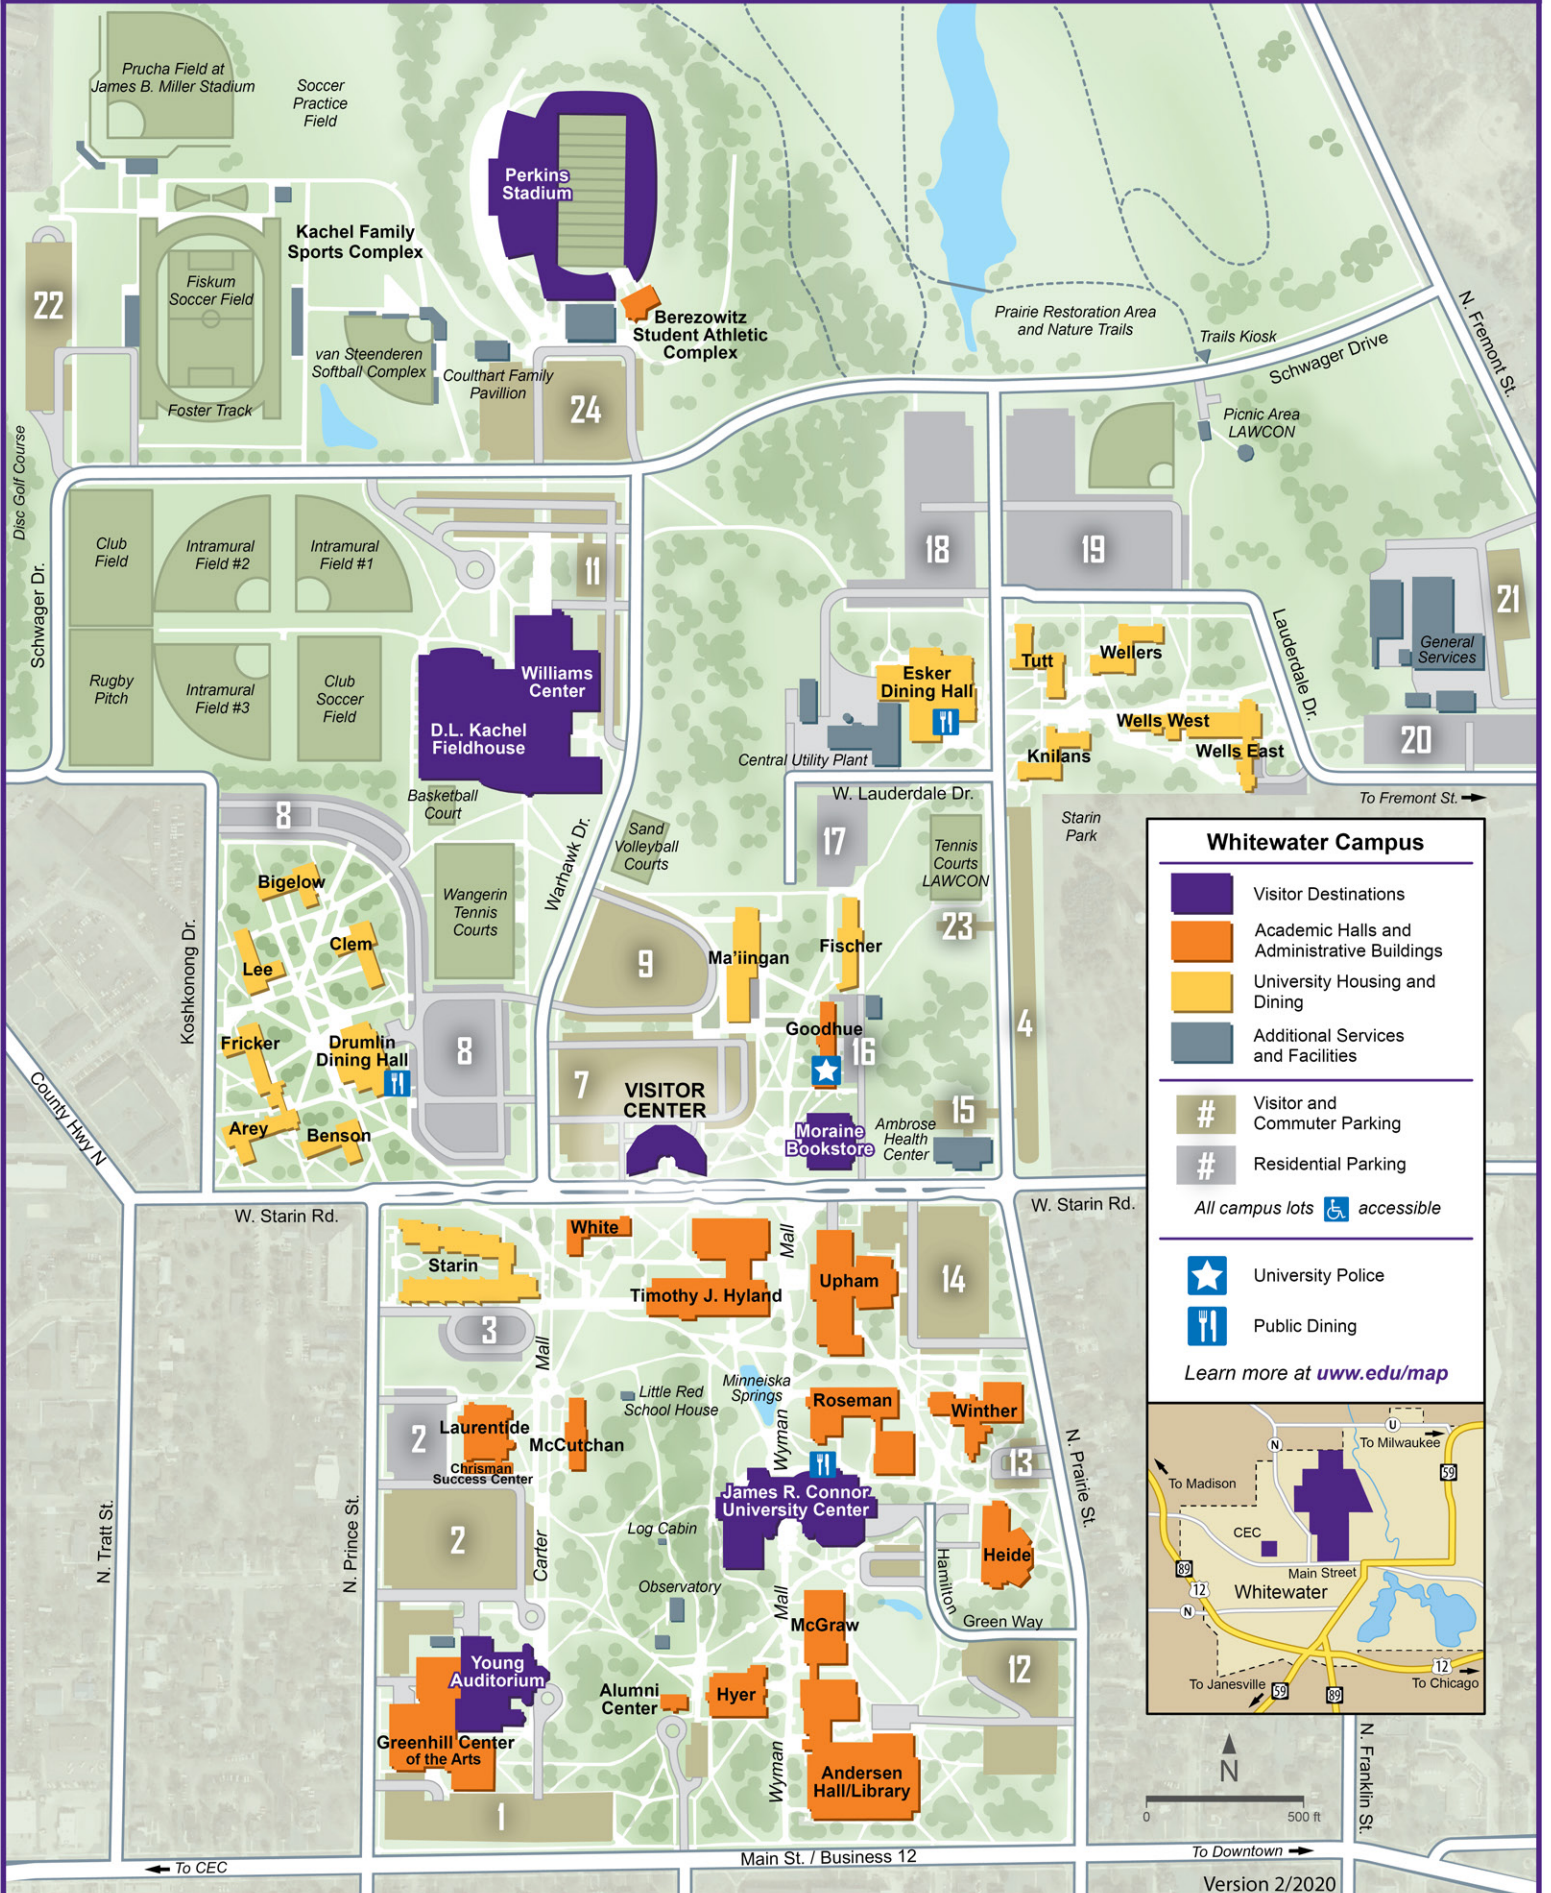 Prucha Field at
James B. Miller Stadium
Soccer
Practice
Field
Perkins
Stadium
Kachel Family
Sports Complex
22
Fiskum
Soccer Field
van Steenderen
Softball Complex
Foster Track
Coulthart Family
Pavillion
Berezowitz
Student Athletic
Complex
24
Prairie Restoration Area
and Nature Trails
Trails Kiosk
Schwager Drive
N. Fremont St.
Picnic Area
LAWCON
Disc Golf Course
Schwager Dr.
Club
Field
Intramural
Field #2
Intramural
Field #1
11
18
19
21
General
Services
Rugby
Pitch
Intramural
Field #3
Club
Soccer
Field
Williams
Center
D.L. Kachel
Fieldhouse
Esker
Dining Hall
Tutt
Wellers
Lauderdale Dr.
Wells West
Wells East
Knilans
20
Central Utility Plant
W. Lauderdale Dr.
To Fremont St.
Basketball
Court
8
Warhawk Dr.
Sand
Volleyball
Courts
17
Tennis
Courts
LAWCON
Starin
Park
Bigelow
Wangerin
Tennis
Courts
Koshkonong Dr.
Clem
Lee
9
Ma'iingan
Fischer
23
4
Fricker
Drumlin
Dining Hall
8
7
Goodhue
16
VISITOR
CENTER
Moraine
Bookstore
Ambrose
Health
Center
15
Arey
Benson
County Hwy N
W. Starin Rd.
W. Starin Rd.
Whitewater Campus
Visitor Destinations
Academic Halls and
Administrative Buildings
University Housing and
Dining
Additional Services
and Facilities
# Visitor and
Commuter Parking
# Residential Parking
All campus lots accessible
University Police
Public Dining
Learn more at uww.edu/map
Starin
White
Timothy J. Hyland
Mall
Upham
14
3
Mall
Little Red
School House
Minneiska
Springs
Wyman
Roseman
Winther
2
Laurentide
Chrisman
Success Center
McCutchan
13
N. Prairie St.
James R. Connor
University Center
N. Tratt St.
N. Prince St.
2
Carter
Log Cabin
Observatory
Heide
Hamilton
Green Way
Mall
McGraw
12
Young
Auditorium
Alumni
Center
Hyer
Greenhill Center
of the Arts
Wyman
Andersen
Hall/Library
1
N
U
To Milwaukee
59
To Madison
CEC
89
12
Main Street
Whitewater
N
12
To Janesville
59
89
To Chicago
N
0
500 ft
N. Franklin St.
To CEC
Main St. / Business 12
To Downtown
Version 2/2020